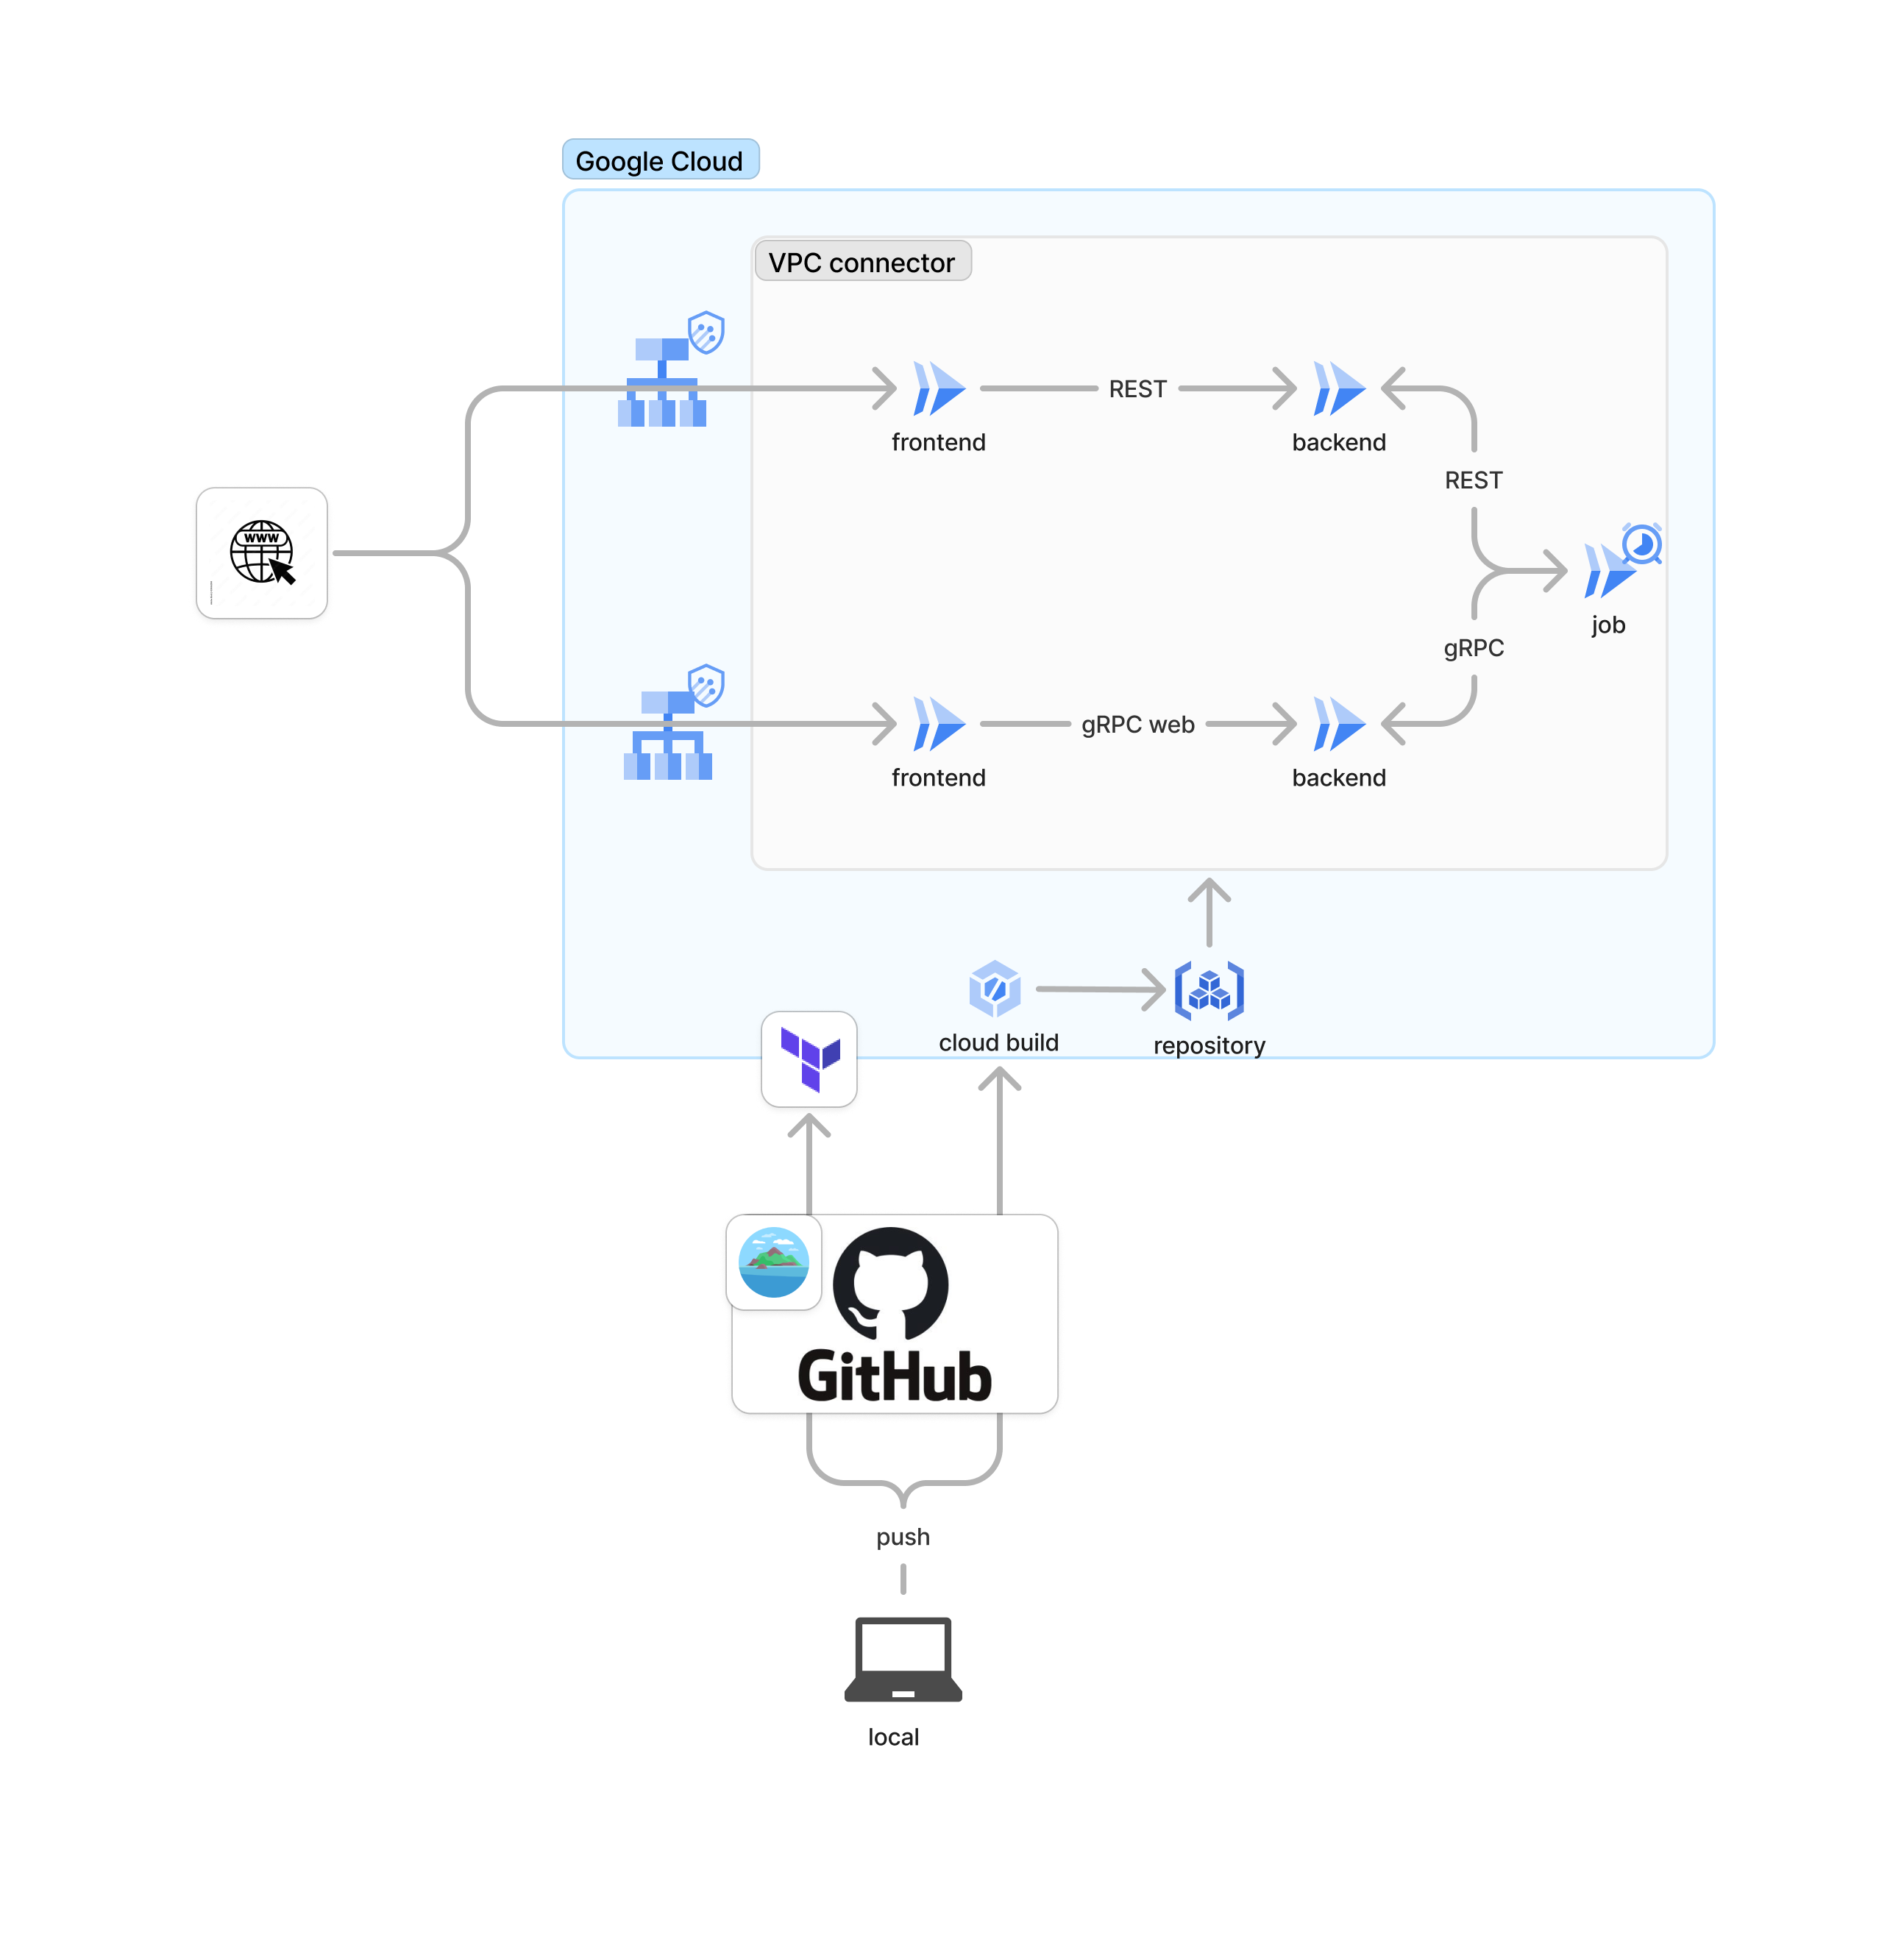 Google Cloud
VPC connector
frontend
REST
backend
REST
WWW
job
gRPC
frontend
gRPC web
backend
cloud build
repository
GitHub
push
local